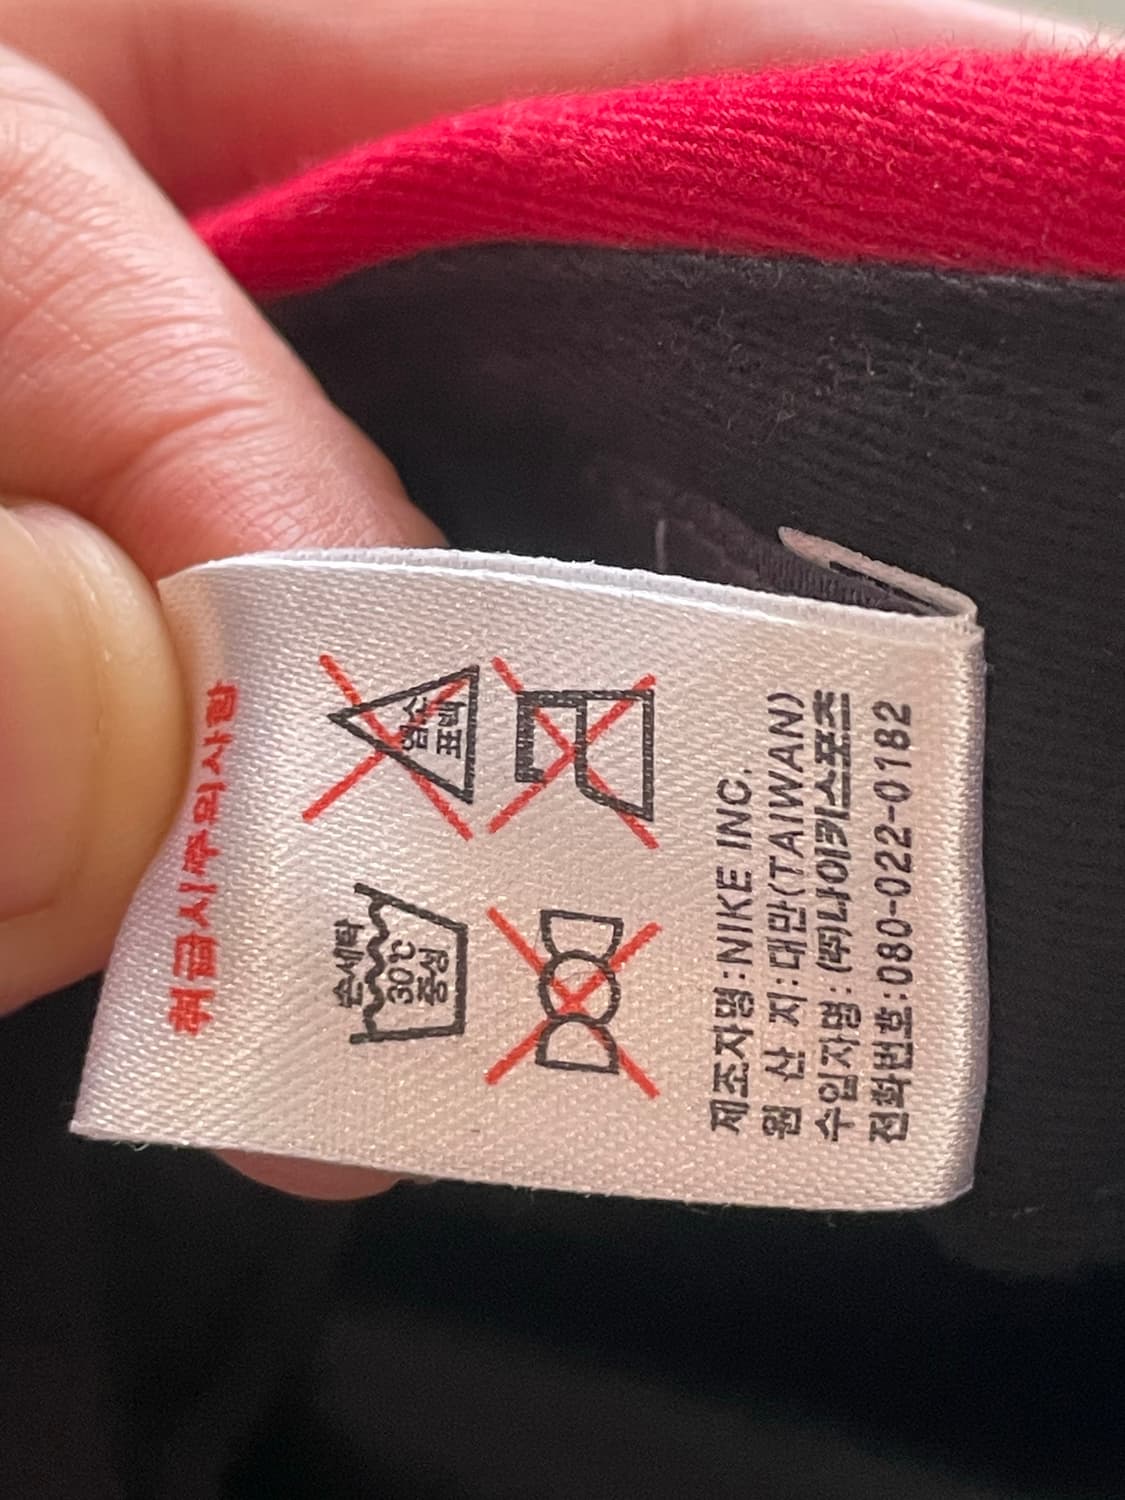 취급시주의사항
손세탁
30℃
중성
염소
표백
제조자명:NIKE INC.
원 산 지:대만(TAIWAN)
수입자명:(주)나이키스포츠
전화번호:080-022-0182